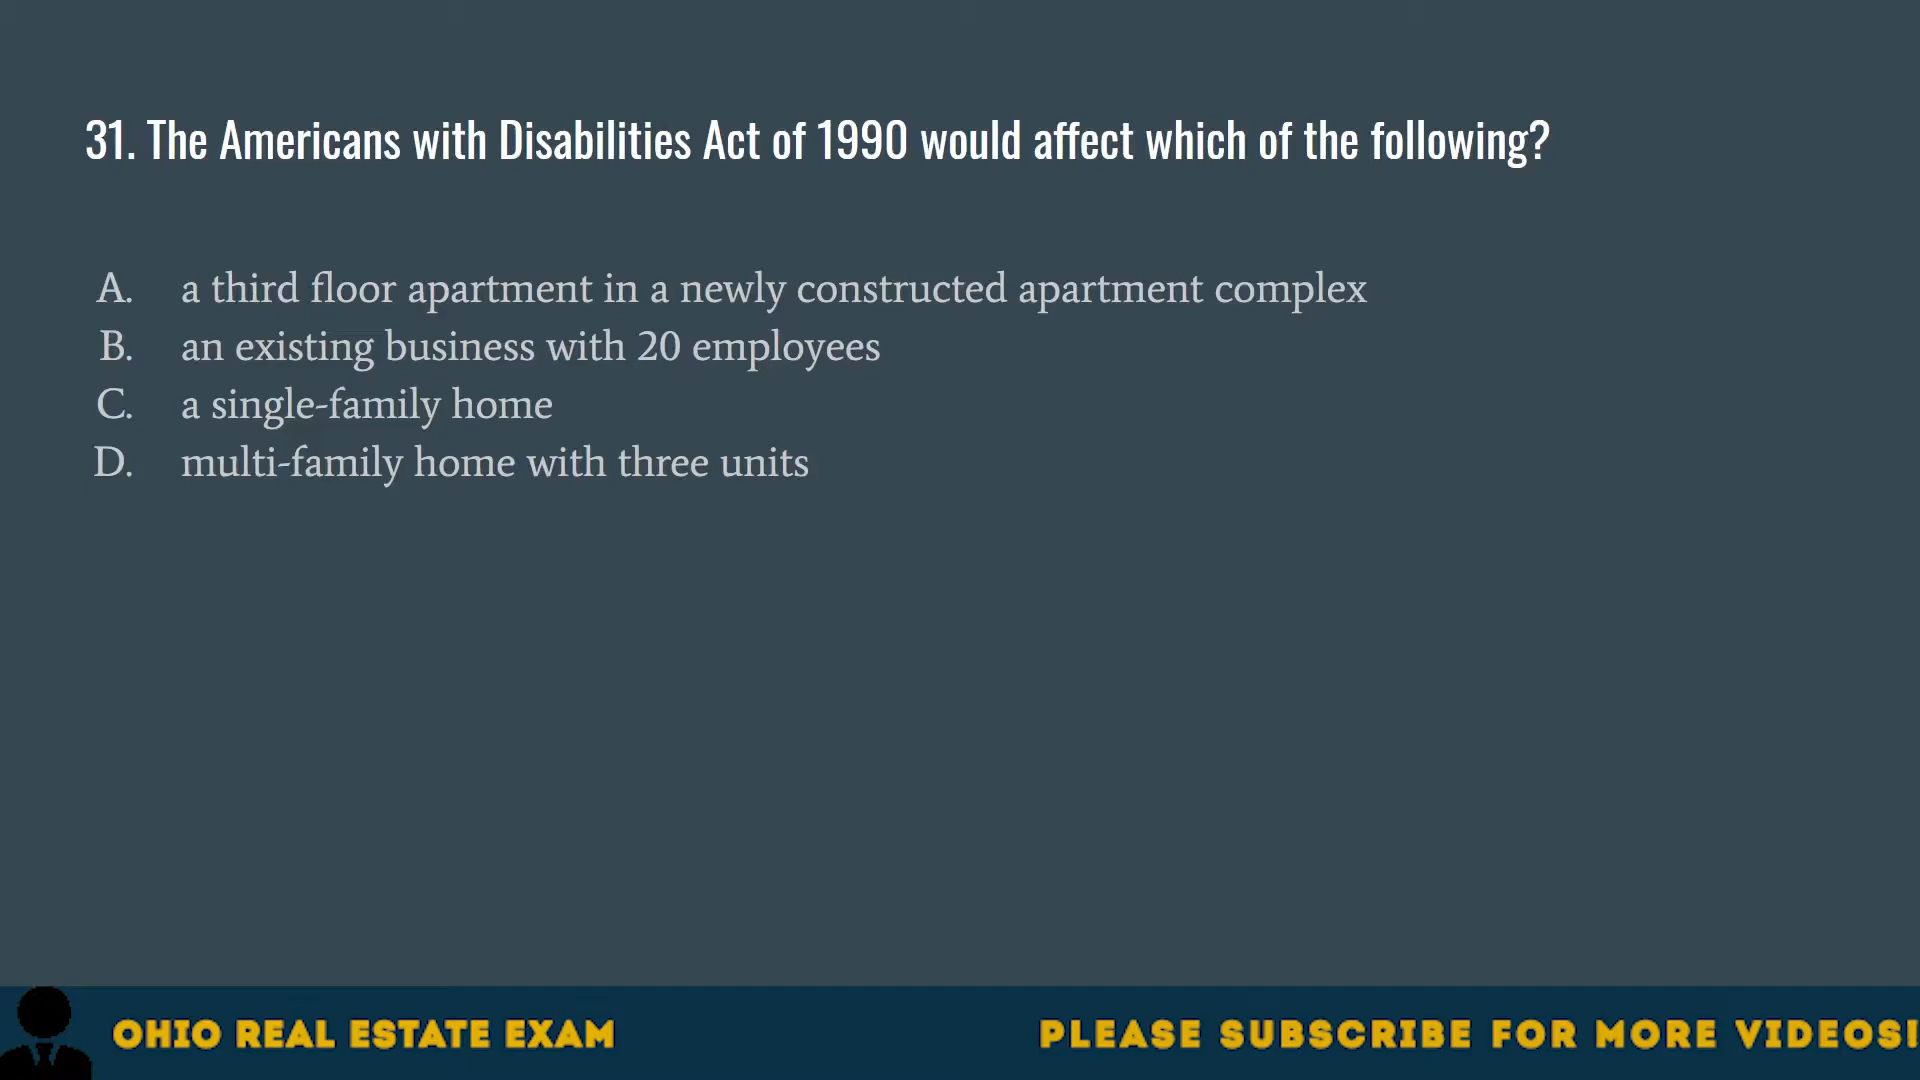 31. The Americans with Disabilities Act of 1990 would affect which of the following?
A. a third floor apartment in a newly constructed apartment complex
B. an existing business with 20 employees
C. a single-family home
D. multi-family home with three units
OHIO REAL ESTATE EXAM
PLEASE SUBSCRIBE FOR MORE VIDEOS!